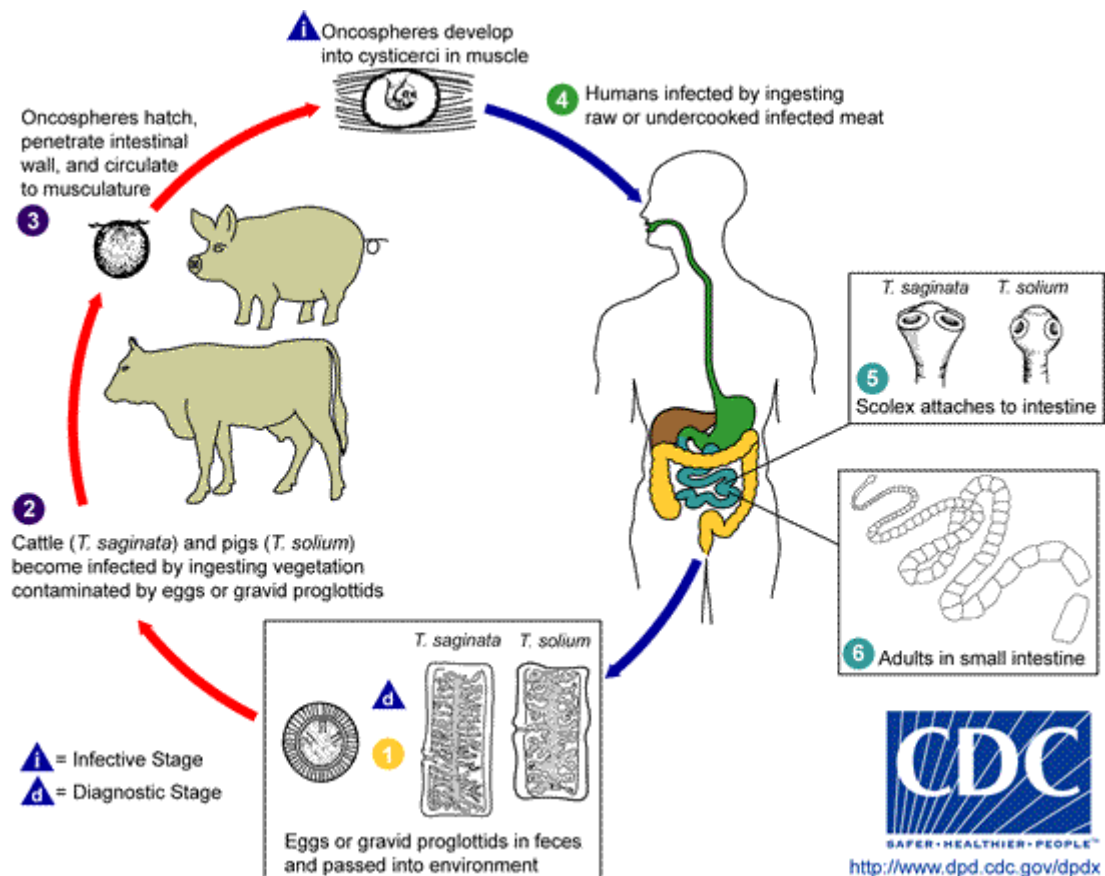 i
Oncospheres develop
into cysticerci in muscle
4
Humans infected by ingesting
raw or undercooked infected meat
Oncospheres hatch,
penetrate intestinal
wall, and circulate
to musculature
3
T. saginata
T. solium
5
Scolex attaches to intestine
2
Cattle (T. saginata) and pigs (T. solium)
become infected by ingesting vegetation
contaminated by eggs or gravid proglottids
6
Adults in small intestine
T. saginata
T. solium
d
1
Eggs or gravid proglottids in feces
and passed into environment
i = Infective Stage
d = Diagnostic Stage
CDC
SAFER•HEALTHIER•PEOPLE™
http://www.dpd.cdc.gov/dpdx